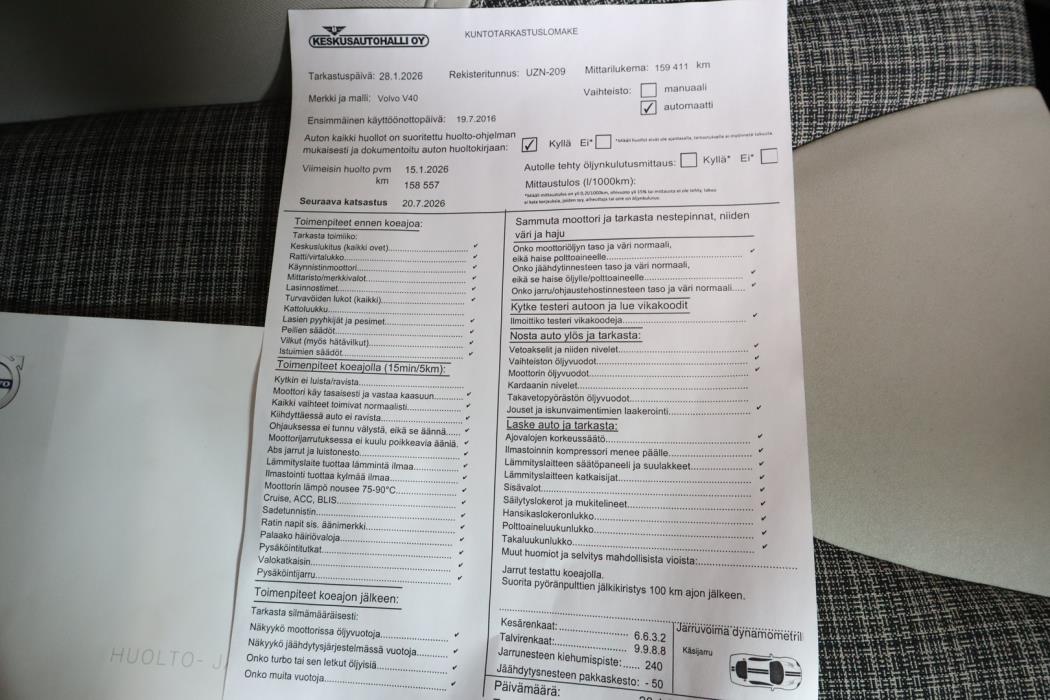 KESKUSAUTOHALLI OY
KUNTOTARKASTUSLOMAKE
Tarkastuspäivä: 28.1.2026
Rekisteritunnus: UZN-209
Mittarilukema: 159 411 km
Merkki ja malli: Volvo V40
Vaihteisto: manuaali
automaatti
Ensimmäinen käyttöönottopäivä: 19.7.2016
Auton kaikki huollot on suoritettu huolto-ohjelman
mukaisesti ja dokumentoitu auton huoltokirjaan: ✓ Kyllä Ei*
Viimeisin huolto pvm 15.1.2026
km 158 557
Autolle tehty öljynkulutusmittaus: Kyllä* Ei*
Mittaustulos (l/1000km):
Seuraava katsastus 20.7.2026
Toimenpiteet ennen koeajoa:
Tarkasta toimiiko:
Keskuslukitus (kaikki ovet)
Ratti/virtalukko
Käynnistinmoottori
Mittaristo/merkkivalot
Lasinnostimet
Turvavöiden lukot (kaikki)
Kattoluukku
Lasien pyyhkijät ja pesimet
Peilien säädöt
Vilkut (myös hätävilkut)
Istuimien säädöt
Toimenpiteet koeajolla (15min/5km):
Kytkin ei luista/ravista
Moottori käy tasaisesti ja vastaa kaasuun
Kaikki vaihteet toimivat normaalisti
Kiihdyttäessä auto ei ravista
Ohjauksessa ei tunnu välystä, eikä se äännä
Moottorijarrutuksessa ei kuulu poikkeavia ääniä.
Abs jarrut ja luistonesto
Lämmityslaite tuottaa lämmintä ilmaa
Ilmastointi tuottaa kylmää ilmaa
Moottorin lämpö nousee 75-90°C
Cruise, ACC, BLIS
Sadetunnistin
Ratin napit sis. äänimerkki
Palaako häiriövaloja
Pysäköintitutkat
Valokatkaisin
Pysäköintijarru
Toimenpiteet koeajon jälkeen:
Tarkasta silmämääräisesti:
Näkyykö moottorissa öljyvuotoja
Näkyykö jäähdytysjärjestelmässä vuotoja
Onko turbo tai sen letkut öljyisiä
Onko muita vuotoja
Sammuta moottori ja tarkasta nestepinnat, niiden
väri ja haju
Onko moottoriöljyn taso ja väri normaali,
eikä haise polttoaineelle
Onko jäähdytinnesteen taso ja väri normaali,
eikä se haise öljylle/polttoaineelle
Onko jarru/ohjaustehostinnesteen taso ja väri normaali
Kytke testeri autoon ja lue vikakoodit
Ilmoittiko testeri vikakoodeja
Nosta auto ylös ja tarkasta:
Vetoakselit ja niiden nivelet
Vaihteiston öljyvuodot
Moottorin öljyvuodot
Kardaanin nivelet
Takavetopyörästön öljyvuodot
Jouset ja iskunvaimentimien laakerointi
Laske auto ja tarkasta:
Ajovalojen korkeussäätö
Ilmastoinnin kompressori menee päälle
Lämmityslaitteen säätöpaneeli ja suulakkeet
Lämmityslaitteen katkaisijat
Sisävalot
Säilytyslokerot ja mukitelineet
Hansikaslokeronlukko
Polttoaineluukunlukko
Takaluukunlukko
Muut huomiot ja selvitys mahdollisista vioista:
Jarrut testattu koeajolla.
Suorita pyöränpulttien jälkikiristys 100 km ajon jälkeen.
Kesärenkaat: 6.6.3.2
Talvirenkaat: 9.9.8.8
Jarrunesteen kiehumispiste: 240
Jäähdytysnesteen pakkaskesto: - 50
Päivämäärä:
Jarruvoima dynamometril
Käsijarru
HUOLTO- J